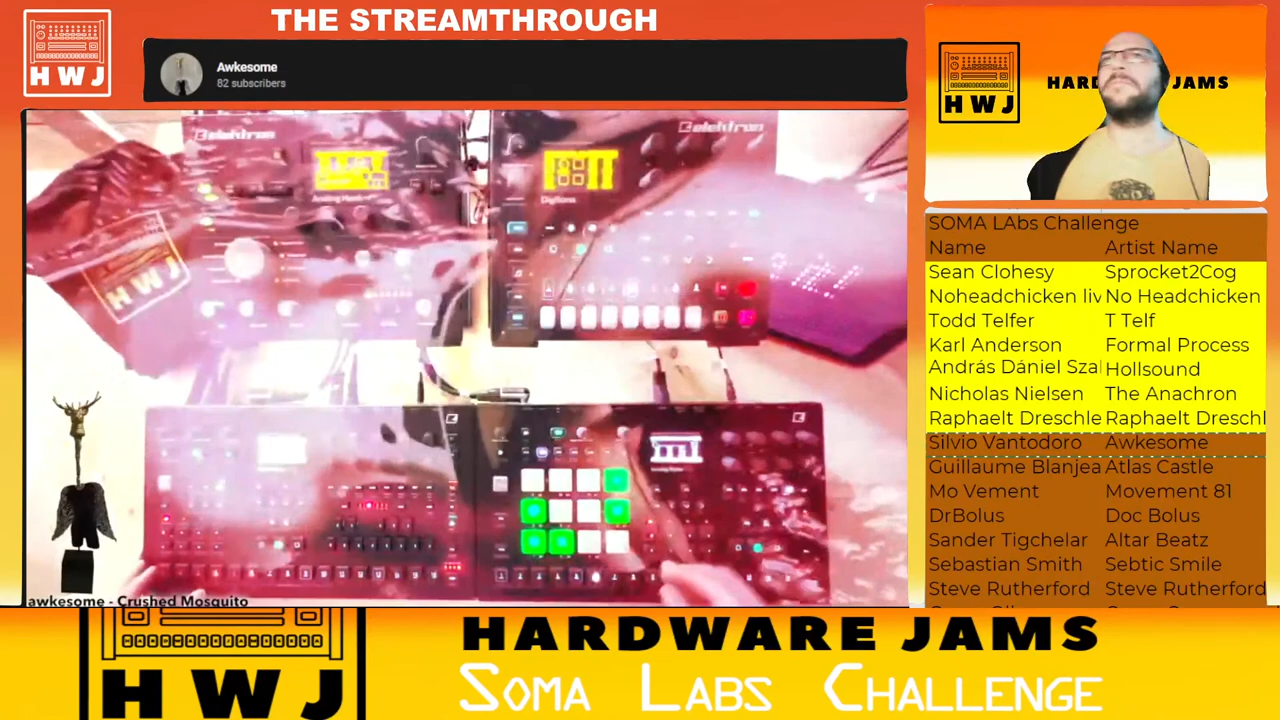 THE STREAMTHROUGH
HWJ
Awkesome
82 subscribers
HWJ
HARD JAMS
elektron
elektron
Digitone
HWJ
SOMA LAbs Challenge
Name Artist Name
Sean Clohesy Sprocket2Cog
Noheadchicken liv No Headchicken
Todd Telfer T Telf
Karl Anderson Formal Process
András Dániel Sza Hollsound
Nicholas Nielsen The Anachron
Raphaelt Dreschle Raphaelt Dreschl
Silvio Vantodoro Awkesome
Guillaume Blanjea Atlas Castle
Mo Vement Movement 81
DrBolus Doc Bolus
Sander Tigchelar Altar Beatz
Sebastian Smith Sebtic Smile
Steve Rutherford Steve Rutherford
awkesome - Crushed Mosquito
HWJ
HARDWARE JAMS
SOMA LABS CHALLENGE